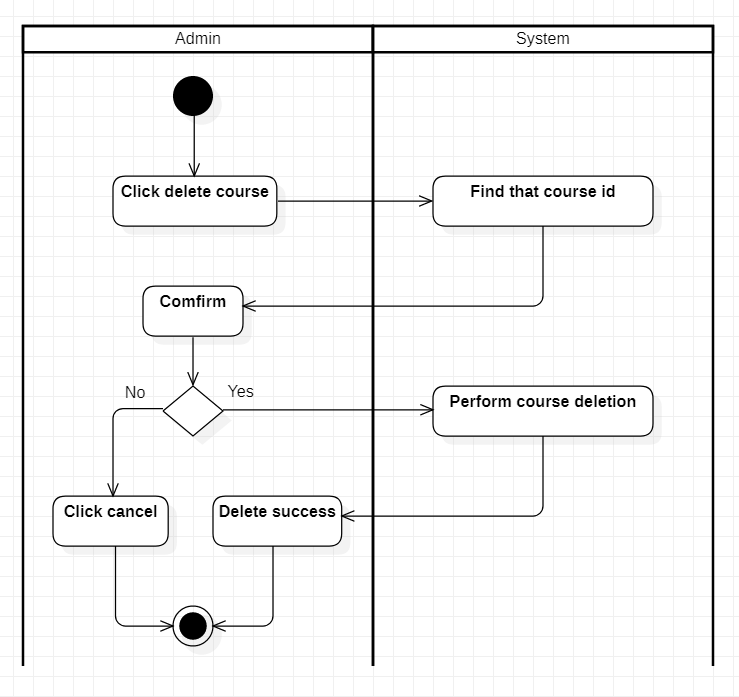 Admin
System
Click delete course
Find that course id
Comfirm
No
Yes
Perform course deletion
Click cancel
Delete success